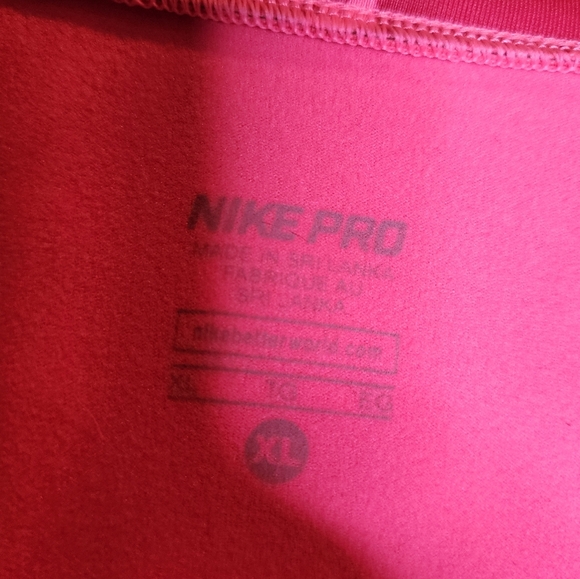 NIKE PRO
MADE IN SRI LANKA
FABRIQUE AU
SRI LANKA
nikebetterworld.com
XL TG EG
XL